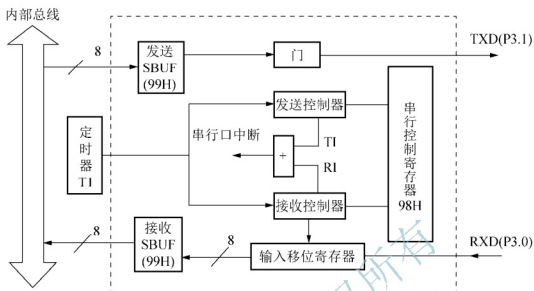 内部总线
8
发送
SBUF
(99H)
门
TXD(P3.1)
发送控制器
串行口中断
TI
+
RI
定时器
T1
接收控制器
串行控制寄存器
98H
8
接收
SBUF
(99H)
8
输入移位寄存器
RXD(P3.0)
所有